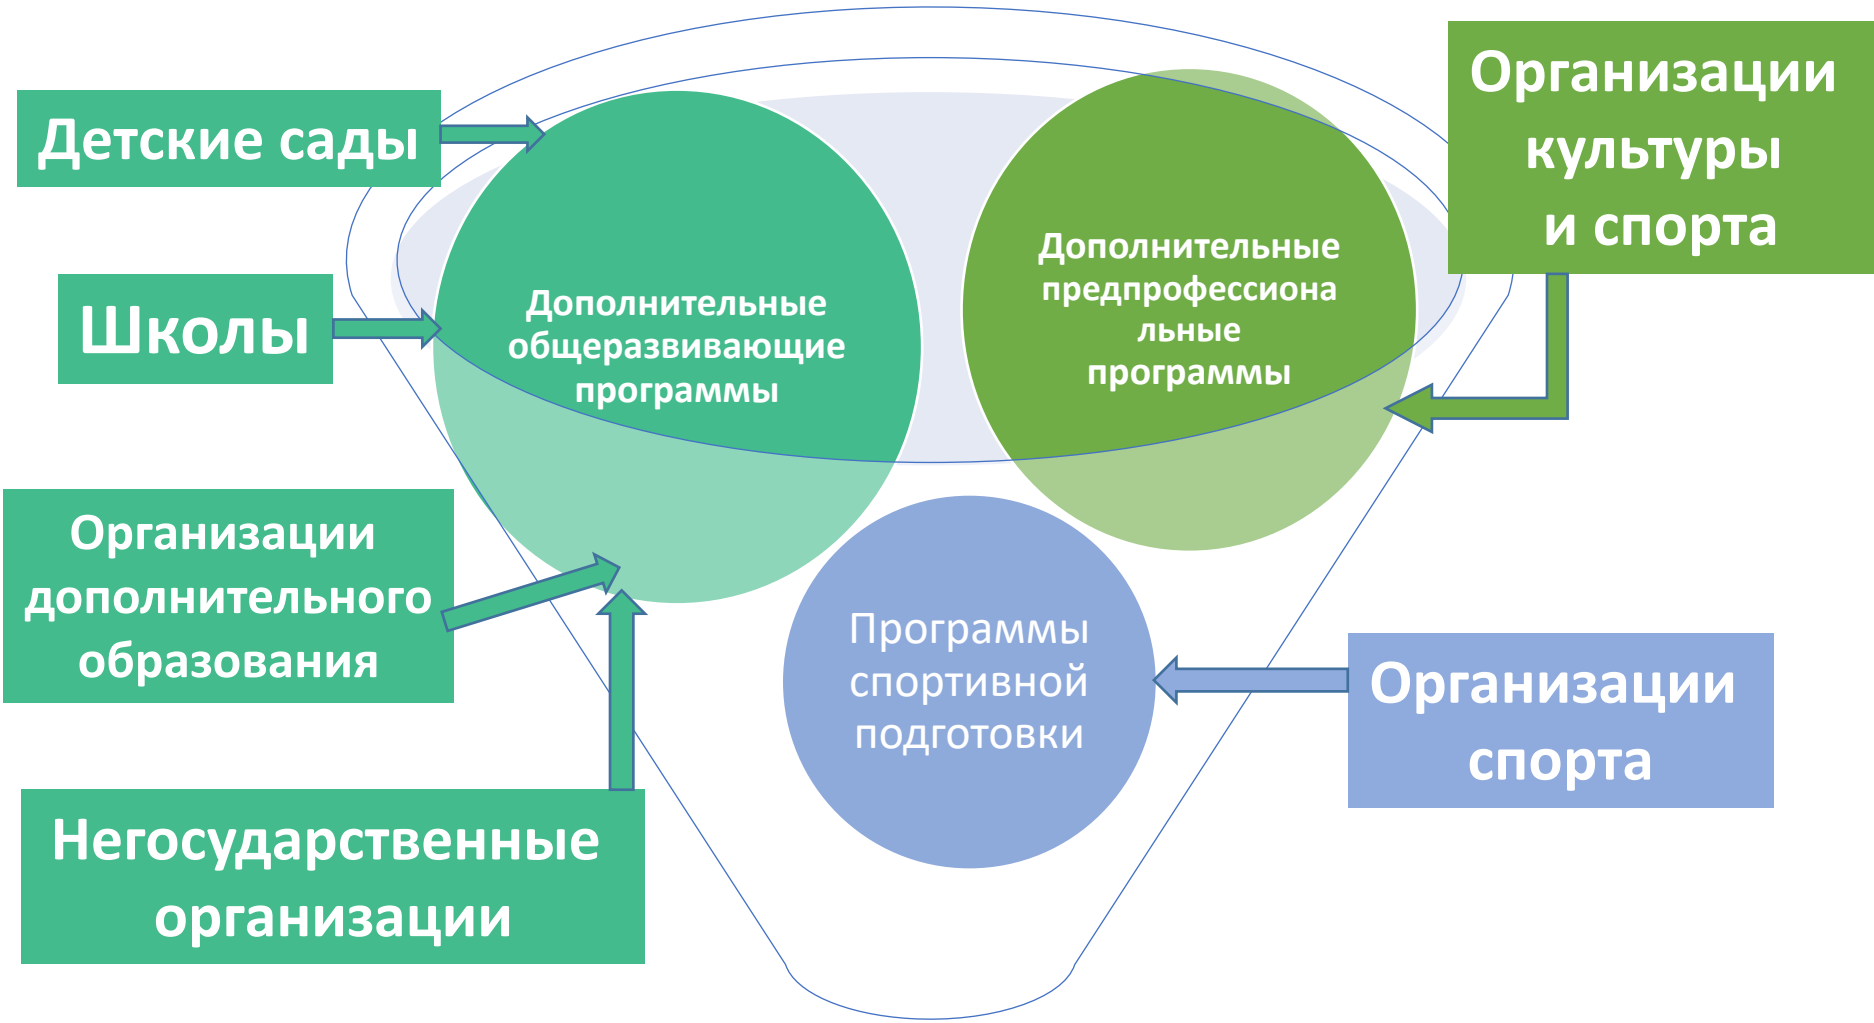 Детские сады
Школы
Организации
дополнительного
образования
Негосударственные
организации
Дополнительные
общеразвивающие
программы
Дополнительные
предпрофессиона
льные
программы
Программы
спортивной
подготовки
Организации
культуры
и спорта
Организации
спорта